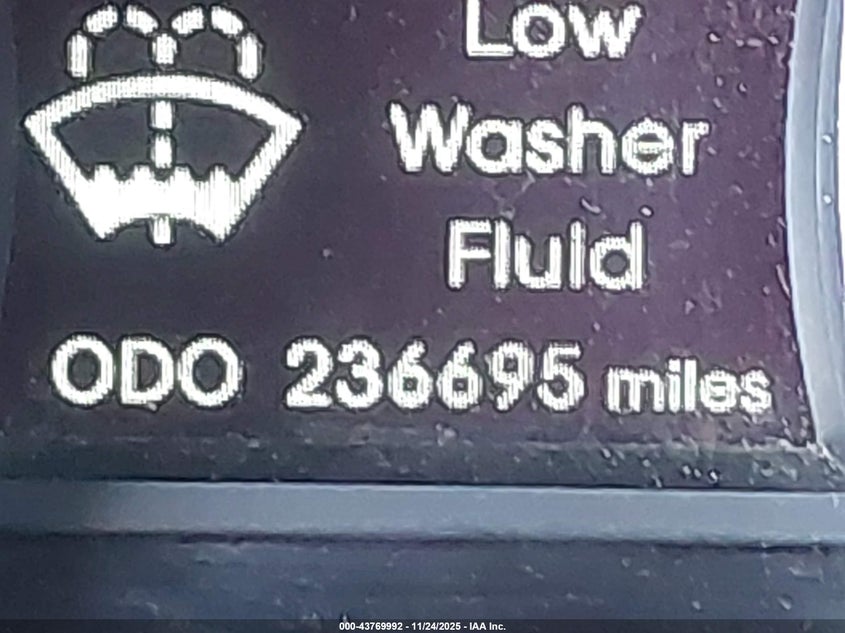 Low
Washer
Fluid
ODO 236695 miles
000-43769992 - 11/24/2025 - IAA Inc.